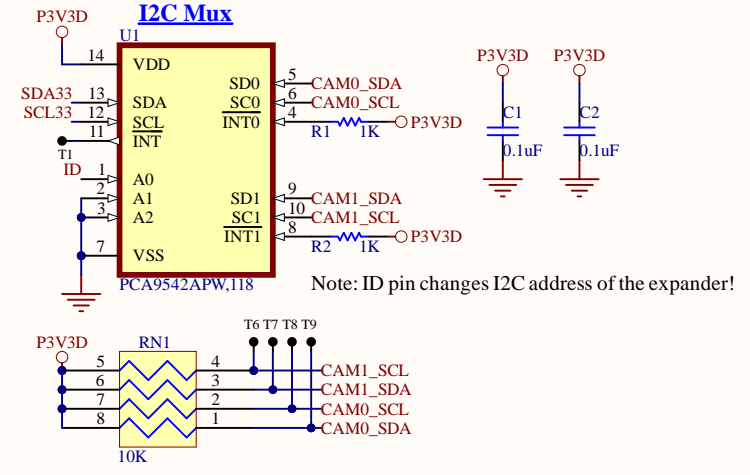 I2C Mux
P3V3D
U1
14 VDD
SDA33 13 SDA
SCL33 12 SCL
T1 11 INT
ID 1 A0
2 A1
3 A2
7 VSS
SD0 5 CAM0_SDA
SC0 6 CAM0_SCL
INT0 4 R1 1K P3V3D
SD1 9 CAM1_SDA
SC1 10 CAM1_SCL
INT1 8 R2 1K P3V3D
PCA9542APW,118
P3V3D P3V3D
C1 C2
0.1uF 0.1uF
Note: ID pin changes I2C address of the expander!
T6 T7 T8 T9
P3V3D RN1
5 4 CAM1_SCL
6 3 CAM1_SDA
7 2 CAM0_SCL
8 1 CAM0_SDA
10K